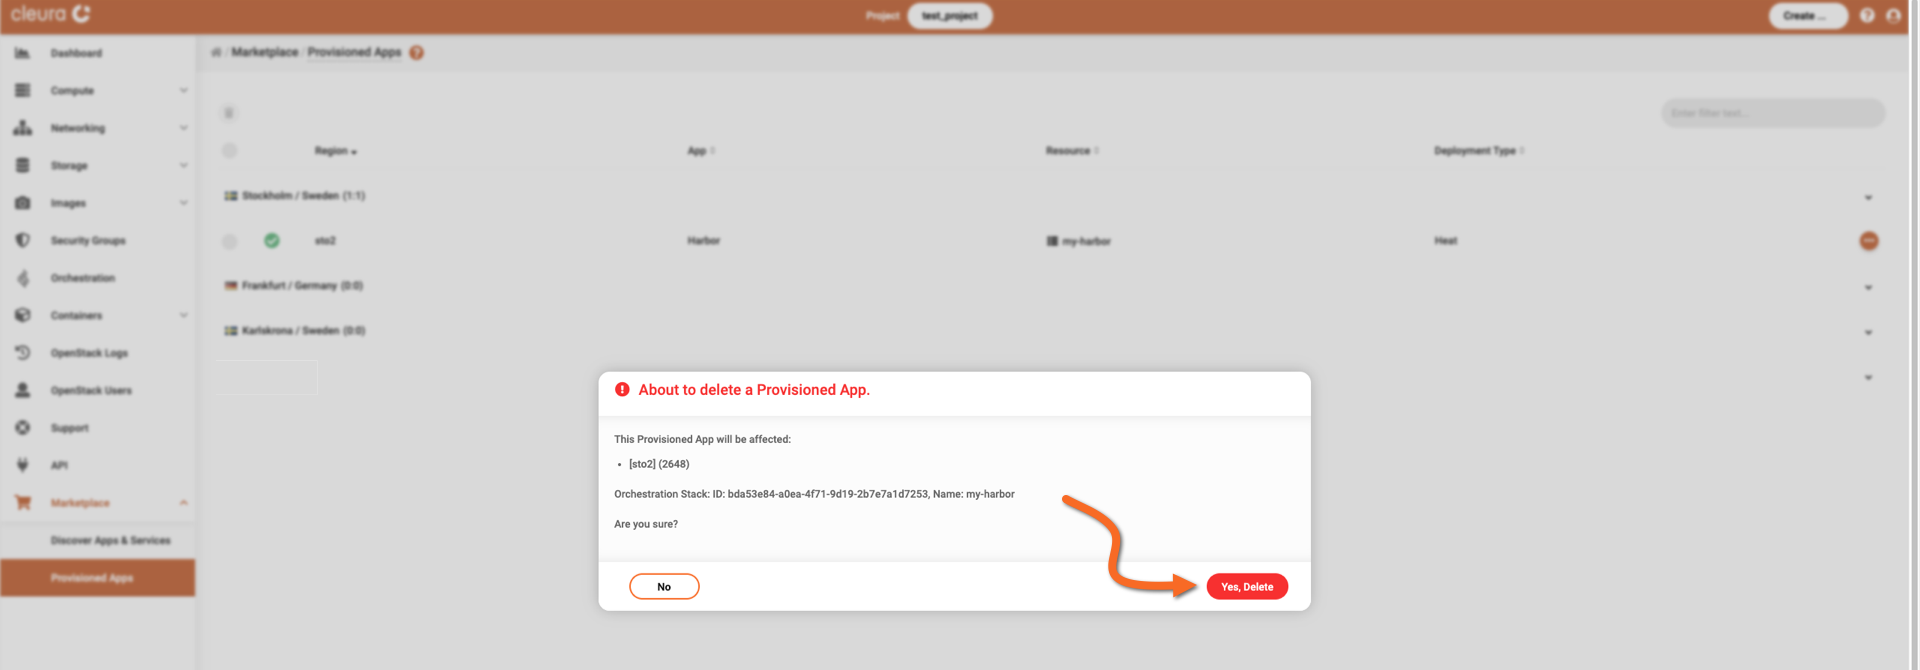 cleura
Project test_project
Create ...
Dashboard
Compute
Networking
Storage
Images
Security Groups
Orchestration
Containers
OpenStack Logs
OpenStack Users
Support
API
Marketplace
Discover Apps & Services
Provisioned Apps
/ Marketplace / Provisioned Apps ?
Enter filter text...
Region App Resource Deployment Type
Stockholm / Sweden (1:1)
sto2 Harbor my-harbor Heat
Frankfurt / Germany (0:0)
Karlskrona / Sweden (0:0)
About to delete a Provisioned App.
This Provisioned App will be affected:
• [sto2] (2648)
Orchestration Stack: ID: bda53e84-a0ea-4f71-9d19-2b7e7a1d7253, Name: my-harbor
Are you sure?
No
Yes, Delete